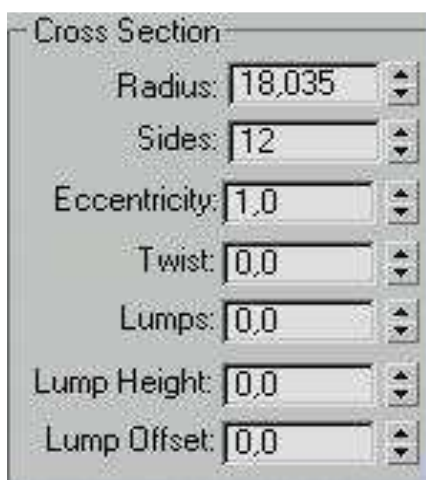 Cross Section
Radius: 18,035
Sides: 12
Eccentricity: 1,0
Twist: 0,0
Lumps: 0,0
Lump Height: 0,0
Lump Offset: 0,0